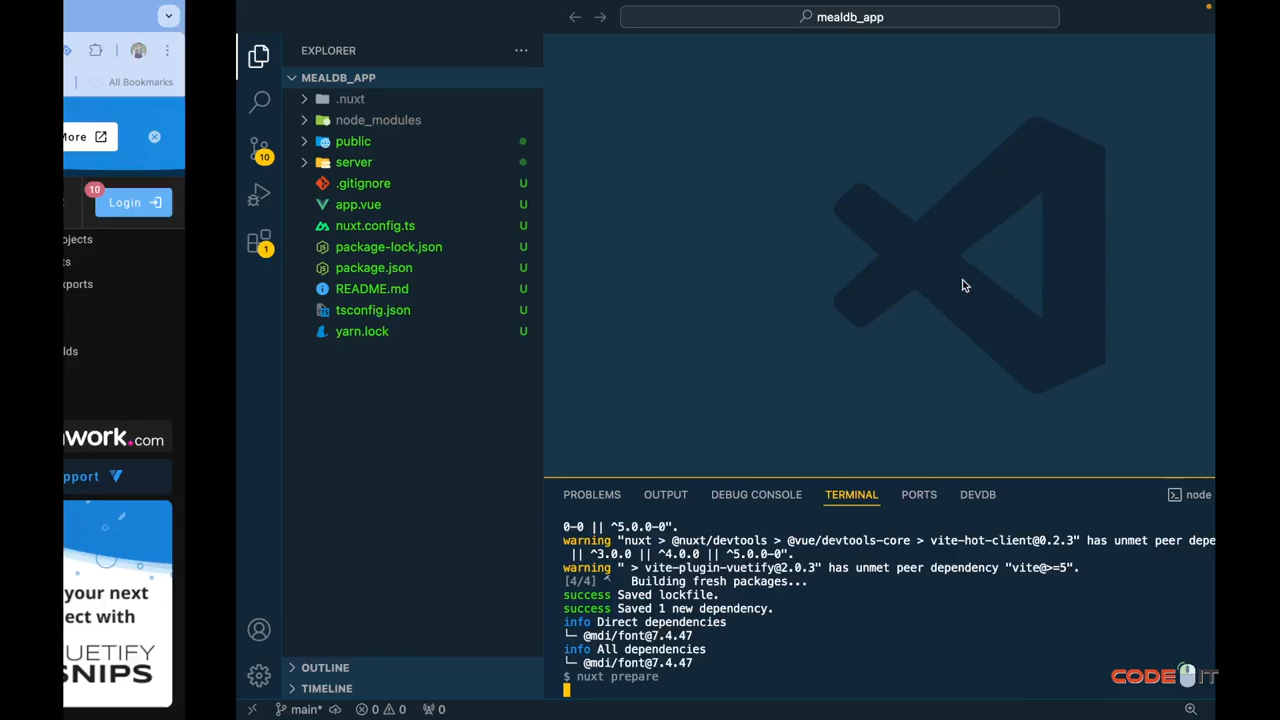 All Bookmarks
More
10
Login
ojects
ts
xports
lds
work.com
pport
your next
ect with
UETIFY
SNIPS
mealdb_app
EXPLORER
MEALDB_APP
.nuxt
node_modules
public
server
.gitignore U
app.vue U
nuxt.config.ts U
package-lock.json U
package.json U
README.md U
tsconfig.json U
yarn.lock U
10
1
OUTLINE
TIMELINE
PROBLEMS OUTPUT DEBUG CONSOLE TERMINAL PORTS DEVDB node
0-0 || ^5.0.0-0".
warning "nuxt > @nuxt/devtools > @vue/devtools-core > vite-hot-client@0.2.3" has unmet peer depe
|| ^3.0.0 || ^4.0.0 || ^5.0.0-0".
warning " > vite-plugin-vuetify@2.0.3" has unmet peer dependency "vite@>=5".
[4/4] Building fresh packages...
success Saved lockfile.
success Saved 1 new dependency.
info Direct dependencies
└─ @mdi/font@7.4.47
info All dependencies
└─ @mdi/font@7.4.47
$ nuxt prepare
CODE IT
main* 0 0 0